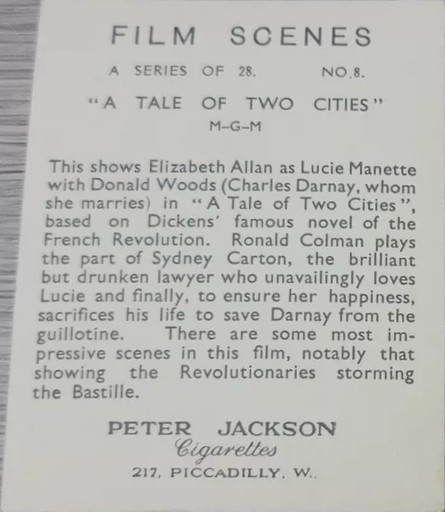 FILM SCENES
A SERIES OF 28. NO.8.
"A TALE OF TWO CITIES"
M-G-M
This shows Elizabeth Allan as Lucie Manette
with Donald Woods (Charles Darnay, whom
she marries) in "A Tale of Two Cities",
based on Dickens' famous novel of the
French Revolution. Ronald Colman plays
the part of Sydney Carton, the brilliant
but drunken lawyer who unavailingly loves
Lucie and finally, to ensure her happiness,
sacrifices his life to save Darnay from the
guillotine. There are some most im-
pressive scenes in this film, notably that
showing the Revolutionaries storming
the Bastille.
PETER JACKSON
Cigarettes
217, PICCADILLY, W..